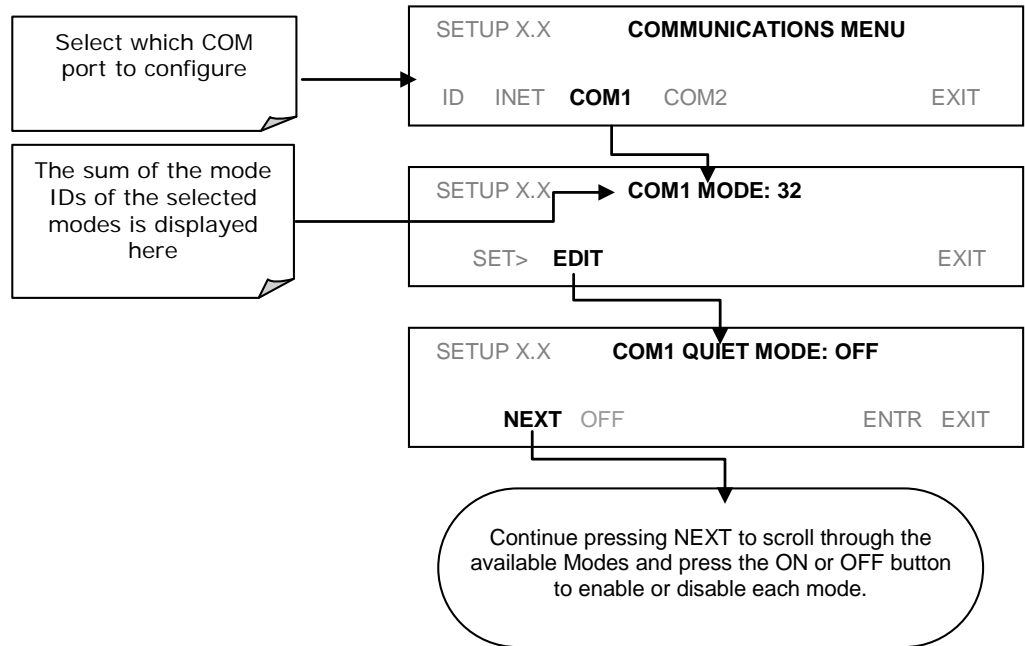 Select which COM
port to configure
SETUP X.X COMMUNICATIONS MENU
ID INET COM1 COM2 EXIT
The sum of the mode
IDs of the selected
modes is displayed
here
SETUP X.X COM1 MODE: 32
SET> EDIT EXIT
SETUP X.X COM1 QUIET MODE: OFF
NEXT OFF ENTR EXIT
Continue pressing NEXT to scroll through the
available Modes and press the ON or OFF button
to enable or disable each mode.